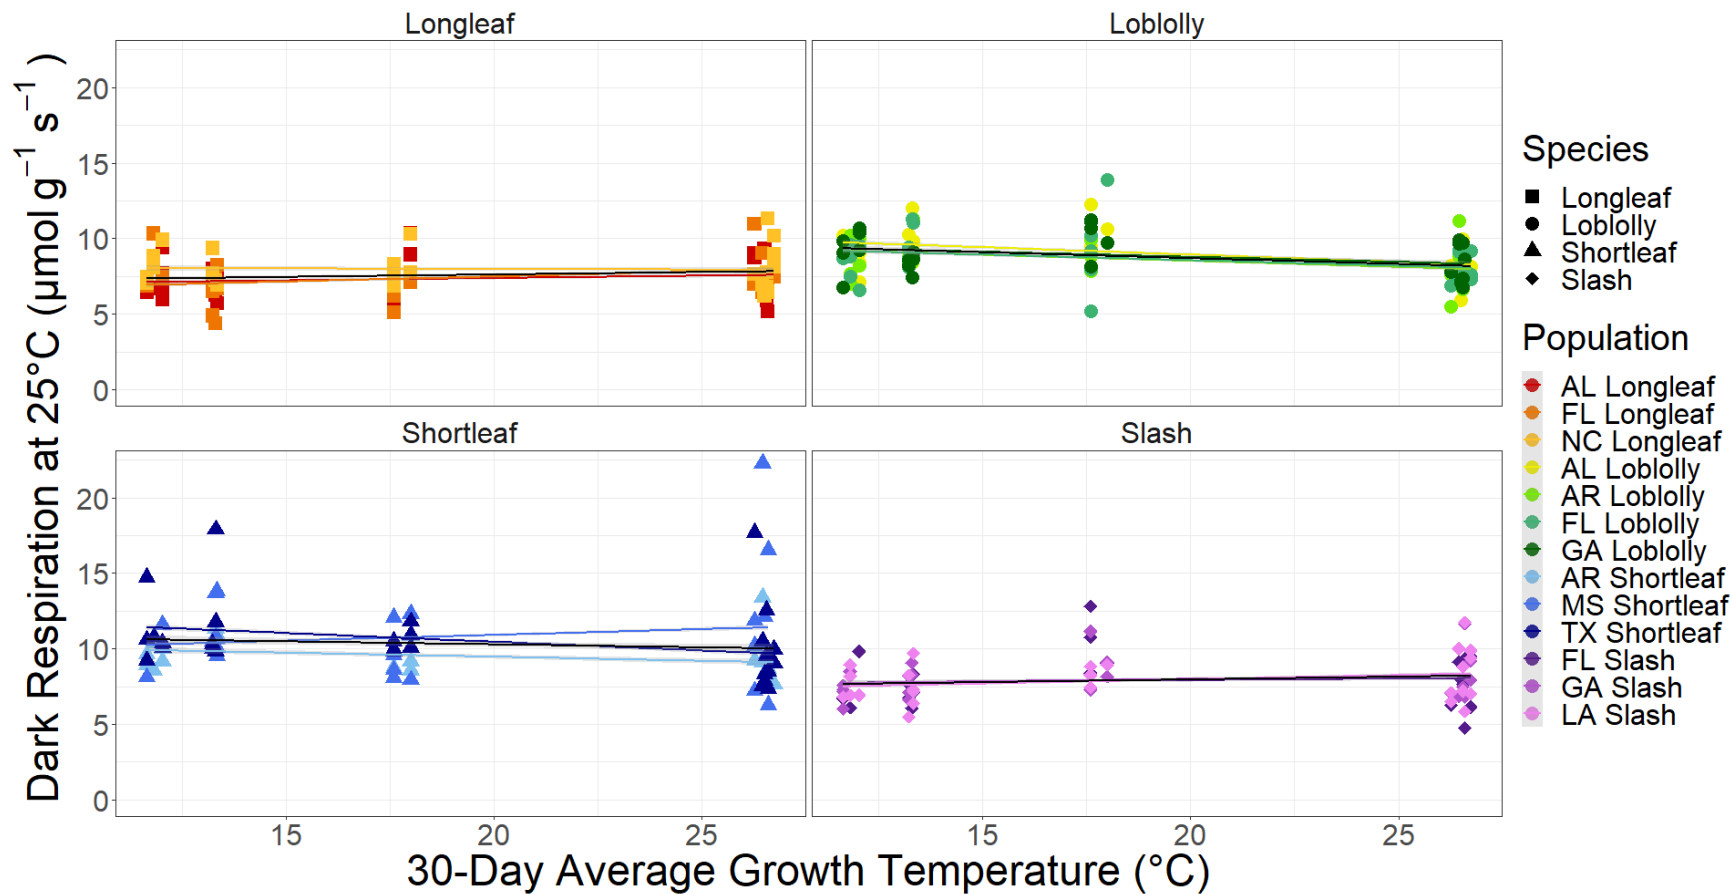 Longleaf
Loblolly
Dark Respiration at 25°C (μmol g⁻¹ s⁻¹)
20
15
10
5
0
Shortleaf
Slash
20
15
10
5
0
15 20 25
15 20 25
30-Day Average Growth Temperature (°C)
Species
Longleaf
Loblolly
Shortleaf
Slash
Population
AL Longleaf
FL Longleaf
NC Longleaf
AL Loblolly
AR Loblolly
FL Loblolly
GA Loblolly
AR Shortleaf
MS Shortleaf
TX Shortleaf
FL Slash
GA Slash
LA Slash